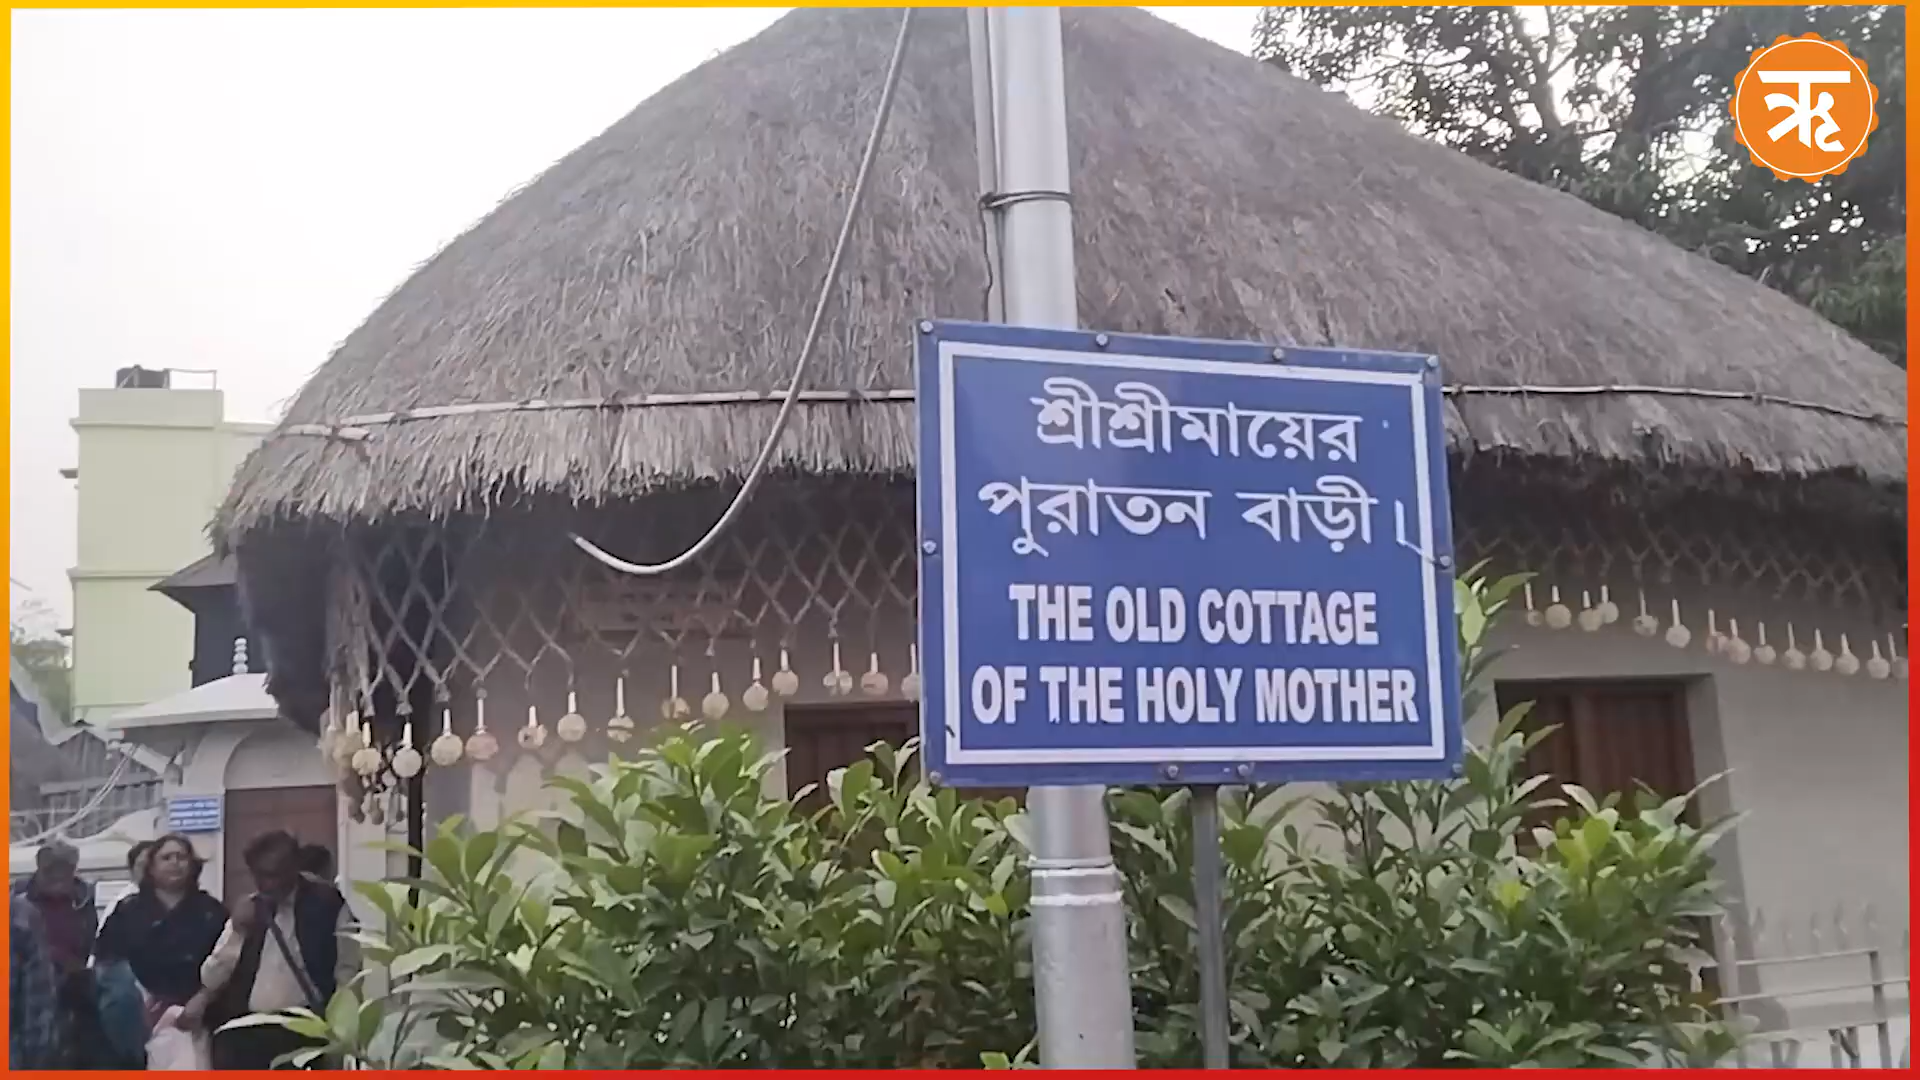 ঋ
শ্রীশ্রীমায়ের
পুরাতন বাড়ী।
THE OLD COTTAGE
OF THE HOLY MOTHER